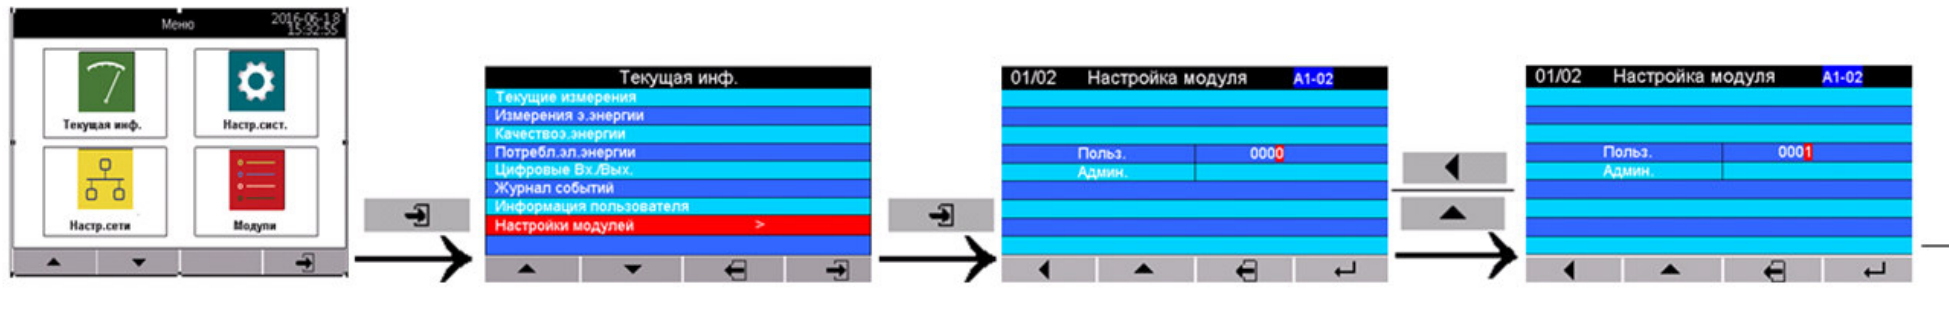 Меню
2016-06-18
15:32:55
Текущая инф.
Настр.сист.
Настр.сети
Модули
Текущая инф.
Текущие измерения
Измерения э.энергии
Качествоэ.энергии
Потребл.эл.энергии
Цифровые Вх./Вых.
Журнал событий
Информация пользователя
Настройки модулей >
01/02 Настройка модуля A1-02
Польз. 0000
Админ.
01/02 Настройка модуля A1-02
Польз. 0001
Админ.